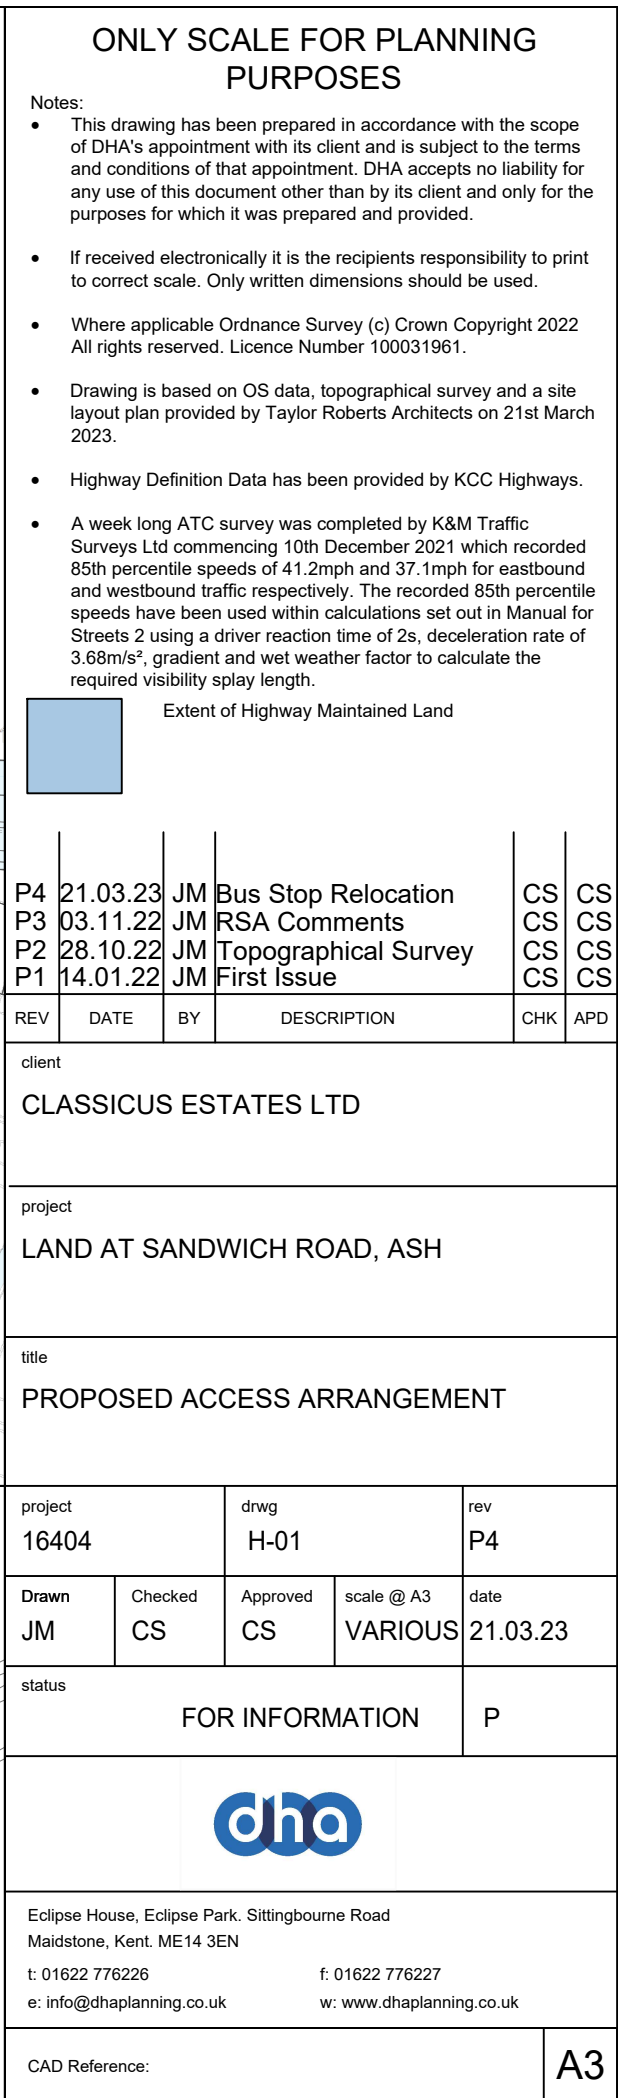 ONLY SCALE FOR PLANNING
PURPOSES
Notes:
• This drawing has been prepared in accordance with the scope
of DHA's appointment with its client and is subject to the terms
and conditions of that appointment. DHA accepts no liability for
any use of this document other than by its client and only for the
purposes for which it was prepared and provided.
• If received electronically it is the recipients responsibility to print
to correct scale. Only written dimensions should be used.
• Where applicable Ordnance Survey (c) Crown Copyright 2022
All rights reserved. Licence Number 100031961.
• Drawing is based on OS data, topographical survey and a site
layout plan provided by Taylor Roberts Architects on 21st March
2023.
• Highway Definition Data has been provided by KCC Highways.
• A week long ATC survey was completed by K&M Traffic
Surveys Ltd commencing 10th December 2021 which recorded
85th percentile speeds of 41.2mph and 37.1mph for eastbound
and westbound traffic respectively. The recorded 85th percentile
speeds have been used within calculations set out in Manual for
Streets 2 using a driver reaction time of 2s, deceleration rate of
3.68m/s², gradient and wet weather factor to calculate the
required visibility splay length.
Extent of Highway Maintained Land
P4 21.03.23 JM Bus Stop Relocation CS CS
P3 03.11.22 JM RSA Comments CS CS
P2 28.10.22 JM Topographical Survey CS CS
P1 14.01.22 JM First Issue CS CS
REV DATE BY DESCRIPTION CHK APD
client
CLASSICUS ESTATES LTD
project
LAND AT SANDWICH ROAD, ASH
title
PROPOSED ACCESS ARRANGEMENT
project drwg rev
16404 H-01 P4
Drawn Checked Approved scale @ A3 date
JM CS CS VARIOUS 21.03.23
status
FOR INFORMATION P
dha
Eclipse House, Eclipse Park. Sittingbourne Road
Maidstone, Kent. ME14 3EN
t: 01622 776226 f: 01622 776227
e: info@dhaplanning.co.uk w: www.dhaplanning.co.uk
CAD Reference: A3